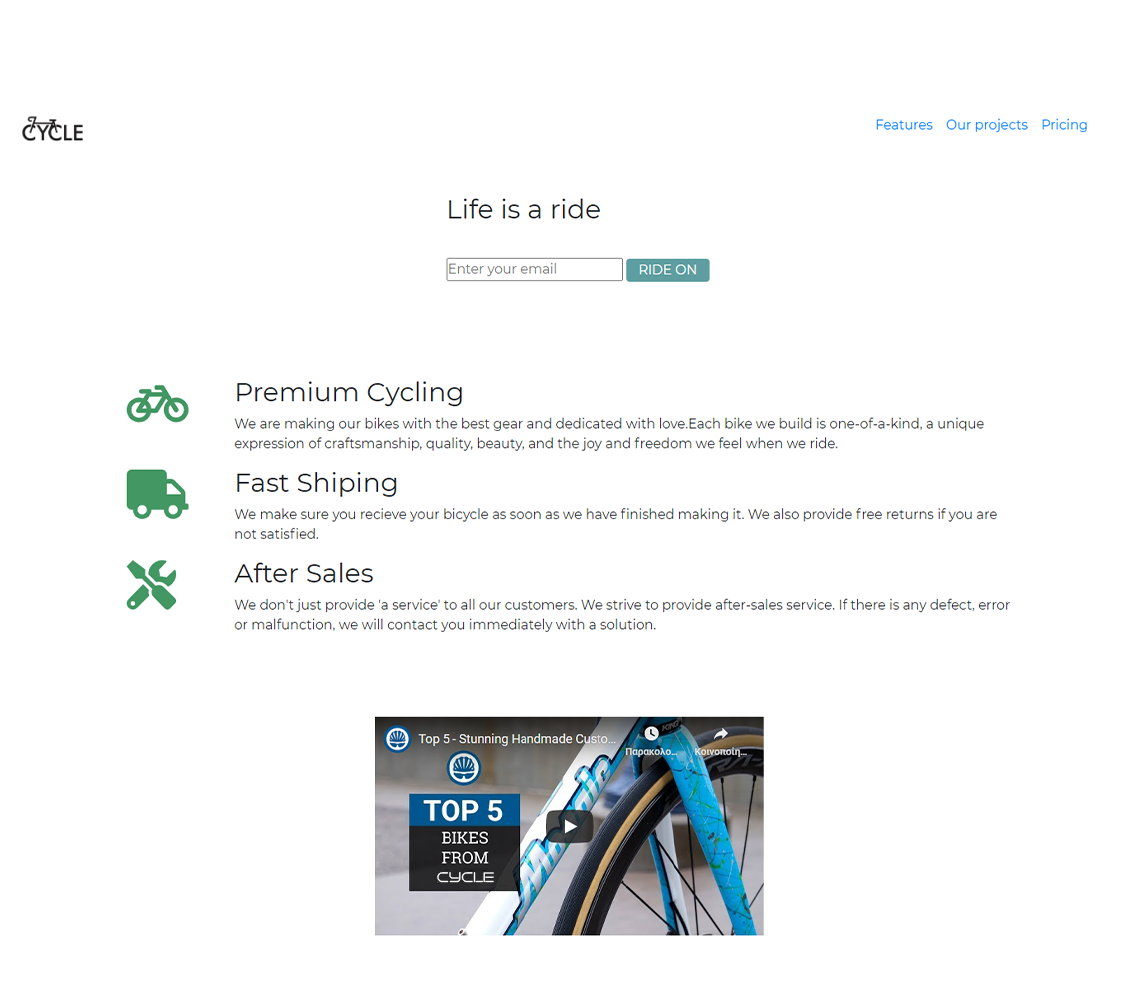 CYCLE
Features Our projects Pricing
Life is a ride
Enter your email RIDE ON
Premium Cycling
We are making our bikes with the best gear and dedicated with love.Each bike we build is one-of-a-kind, a unique
expression of craftsmanship, quality, beauty, and the joy and freedom we feel when we ride.
Fast Shiping
We make sure you recieve your bicycle as soon as we have finished making it. We also provide free returns if you are
not satisfied.
After Sales
We don't just provide 'a service' to all our customers. We strive to provide after-sales service. If there is any defect, error
or malfunction, we will contact you immediately with a solution.
Top 5 - Stunning Handmade Custo...
Παρακολο... Κοινοποίη...
TOP 5
BIKES
FROM
CYCLE